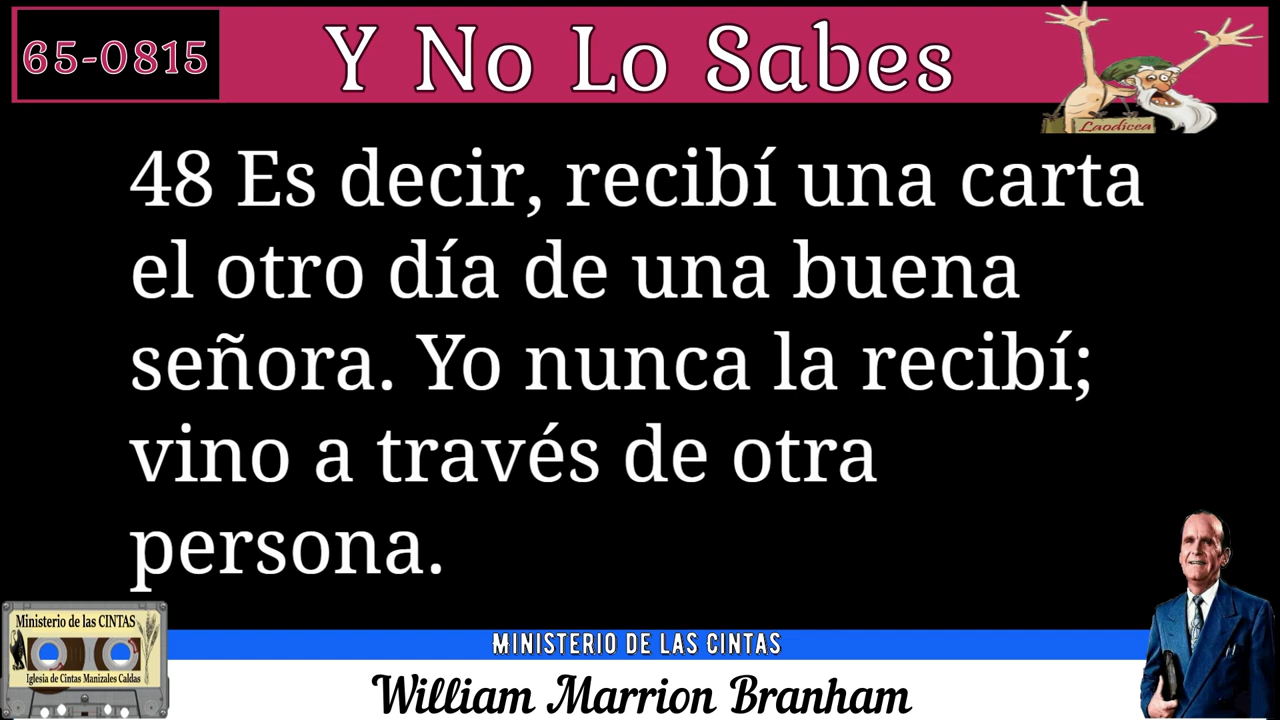 65-0815
Y No Lo Sabes
Laodicea
48 Es decir, recibí una carta
el otro día de una buena
señora. Yo nunca la recibí;
vino a través de otra
persona.
Ministerio de las CINTAS
Iglesia de Cintas Manizales Caldas
MINISTERIO DE LAS CINTAS
William Marrion Branham